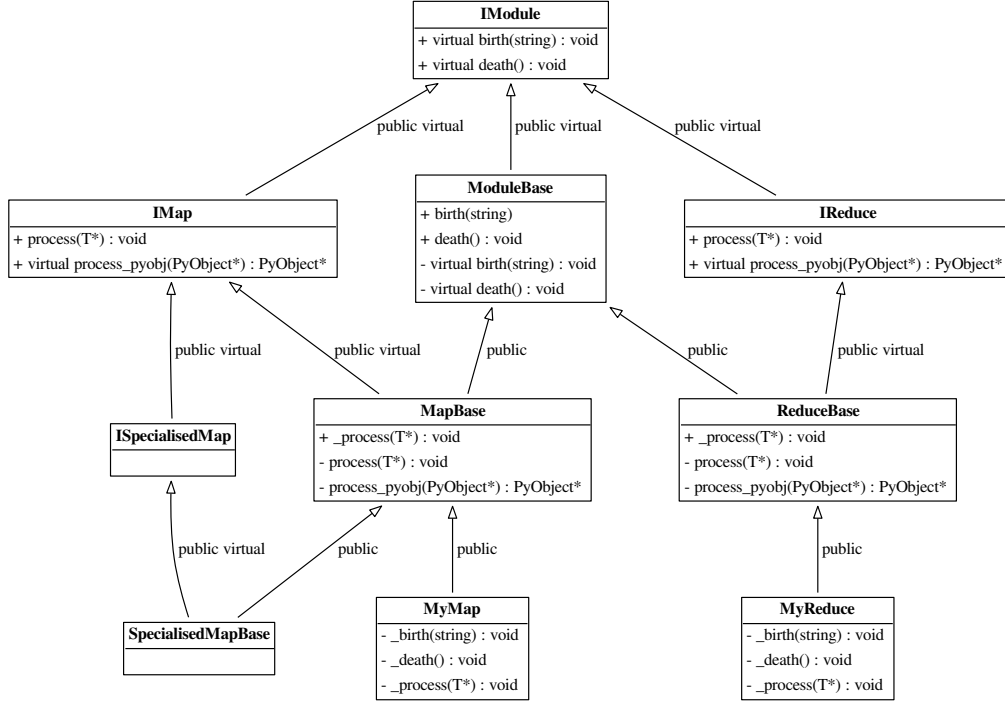 IModule
+ virtual birth(string) : void
+ virtual death() : void
public virtual
public virtual
public virtual
IMap
+ process(T*) : void
+ virtual process_pyobj(PyObject*) : PyObject*
ModuleBase
+ birth(string)
+ death() : void
- virtual birth(string) : void
- virtual death() : void
IReduce
+ process(T*) : void
+ virtual process_pyobj(PyObject*) : PyObject*
public virtual
public virtual
public
public
public virtual
ISpecialisedMap
MapBase
+ _process(T*) : void
- process(T*) : void
- process_pyobj(PyObject*) : PyObject*
ReduceBase
+ _process(T*) : void
- process(T*) : void
- process_pyobj(PyObject*) : PyObject*
public virtual
public
public
public
SpecialisedMapBase
MyMap
- _birth(string) : void
- _death() : void
- _process(T*) : void
MyReduce
- _birth(string) : void
- _death() : void
- _process(T*) : void